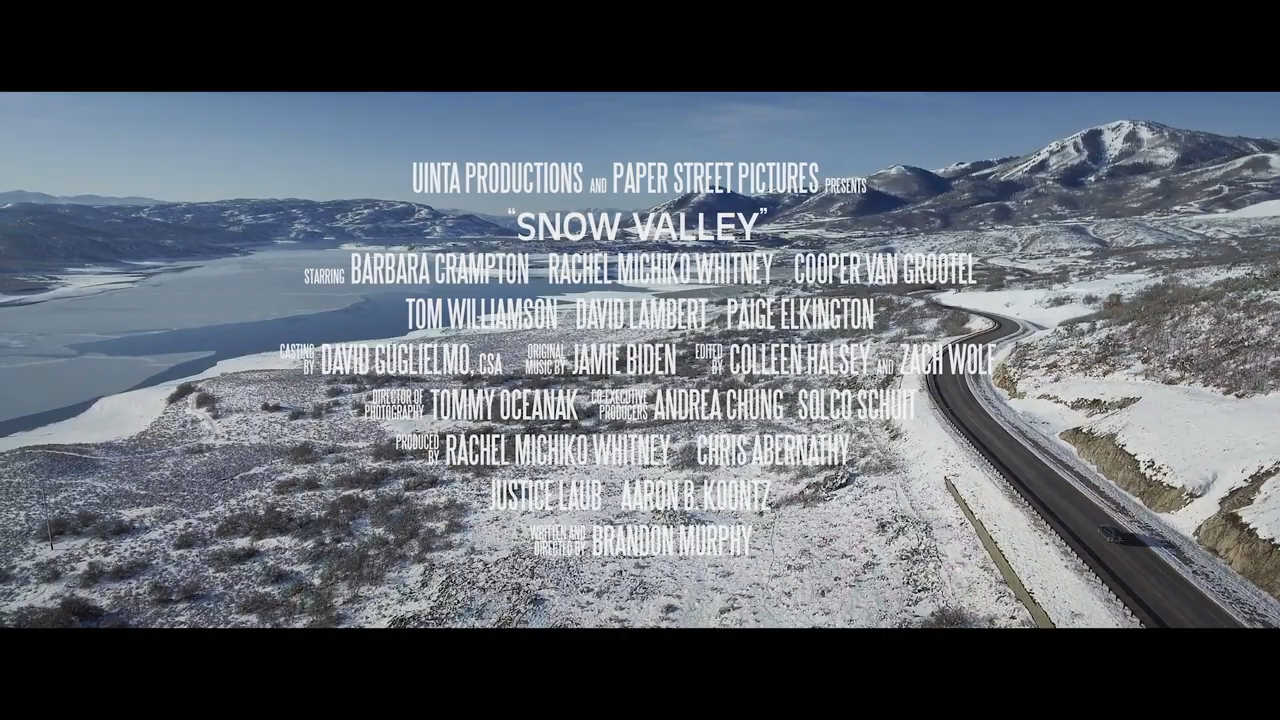 UINTA PRODUCTIONS AND PAPER STREET PICTURES PRESENTS
"SNOW VALLEY"
STARRING BARBARA CRAMPTON RACHEL MICHIKO WHITNEY COOPER VAN GROOTEL
TOM WILLIAMSON DAVID LAMBERT PAIGE ELKINGTON
CASTING BY DAVID GUGLIELMO, CSA ORIGINAL MUSIC BY JAMIE BIDEN EDITED BY COLLEEN HALSEY AND ZACH WOLF
DIRECTOR OF PHOTOGRAPHY TOMMY OCEANAK CO-EXECUTIVE PRODUCERS ANDREA CHUNG SOLCO SCHUIT
PRODUCED BY RACHEL MICHIKO WHITNEY CHRIS ABERNATHY
JUSTICE LAUB AARON B. KOONTZ
WRITTEN AND DIRECTED BY BRANDON MURPHY